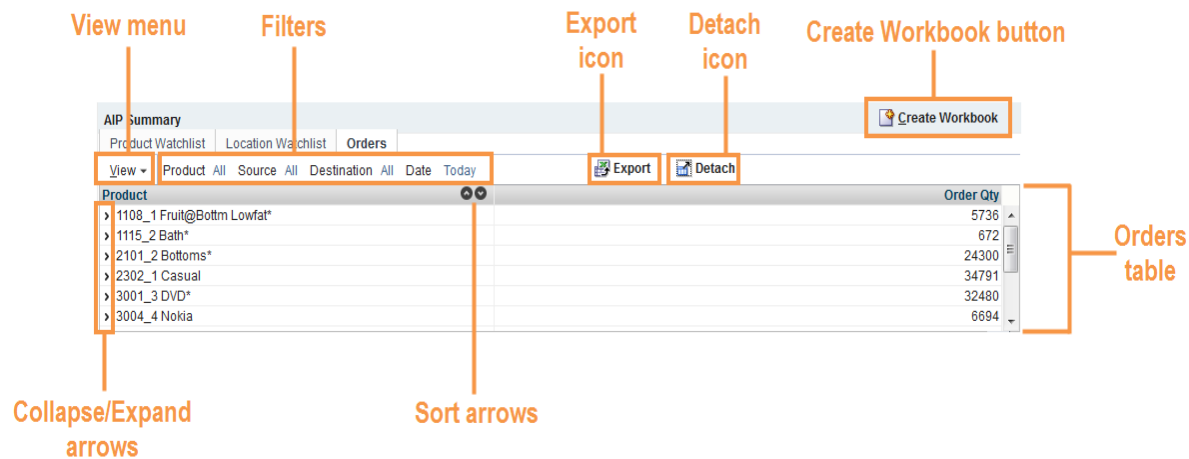 View menu
Filters
Export
icon
Detach
icon
Create Workbook button
AIP Summary
Create Workbook
Product Watchlist Location Watchlist Orders
View Product All Source All Destination All Date Today Export Detach
Product Order Qty
1108_1 Fruit@Bottm Lowfat* 5736
1115_2 Bath* 672
2101_2 Bottoms* 24300
2302_1 Casual 34791
3001_3 DVD* 32480
3004_4 Nokia 6694
Orders
table
Collapse/Expand
arrows
Sort arrows